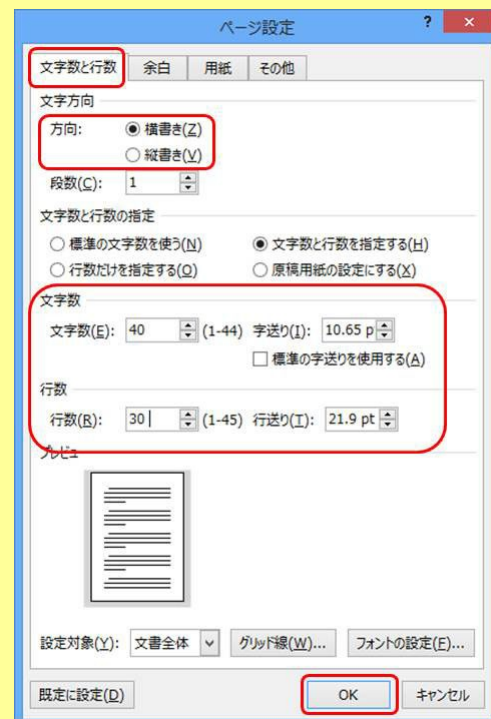 ページ設定 ? ×
文字数と行数 余白 用紙 その他
文字方向
方向: 横書き(Z)
縦書き(V)
段数(C): 1
文字数と行数の指定
標準の文字数を使う(N) 文字数と行数を指定する(H)
行数だけを指定する(O) 原稿用紙の設定にする(X)
文字数
文字数(E): 40 (1-44) 字送り(I): 10.65 p
標準の字送りを使用する(A)
行数
行数(R): 30 (1-45) 行送り(T): 21.9 pt
プレビュー
設定対象(Y): 文書全体 グリッド線(W)... フォントの設定(F)...
既定に設定(D) OK キャンセル